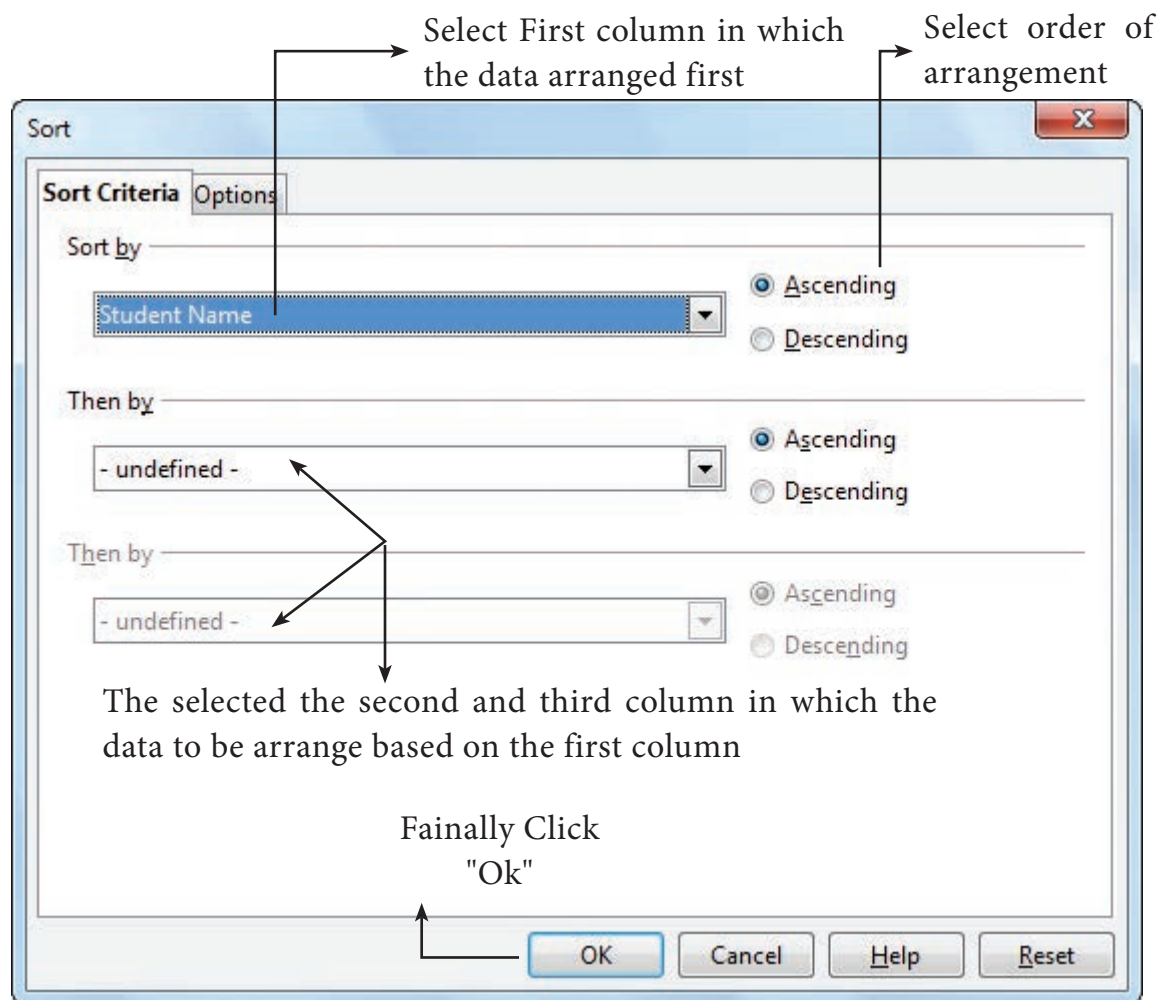 Select First column in which
the data arranged first
Select order of
arrangement
Sort
Sort Criteria Options
Sort by
Student Name
Ascending
Descending
Then by
- undefined -
Ascending
Descending
Then by
- undefined -
Ascending
Descending
The selected the second and third column in which the
data to be arrange based on the first column
Fainally Click
"Ok"
OK Cancel Help Reset